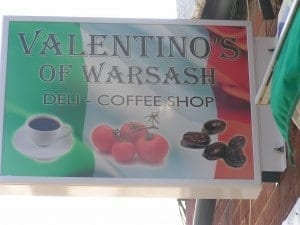 VALENTINO'S
OF WARSASH
DELI - COFFEE SHOP